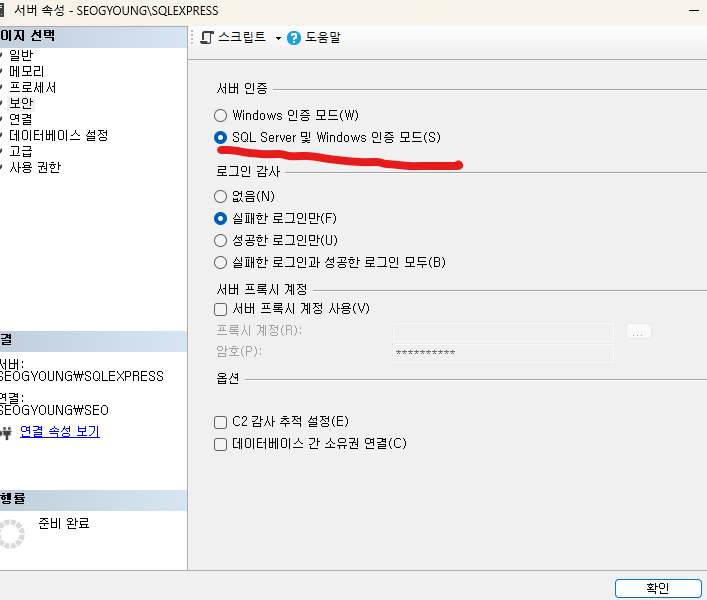 서버 속성 - SEOGYOUNG\SQLEXPRESS
이지 선택
일반
메모리
프로세서
보안
연결
데이터베이스 설정
고급
사용 권한
스크립트
도움말
서버 인증
Windows 인증 모드(W)
SQL Server 및 Windows 인증 모드(S)
로그인 감사
없음(N)
실패한 로그인만(F)
성공한 로그인만(U)
실패한 로그인과 성공한 로그인 모두(B)
서버 프록시 계정
서버 프록시 계정 사용(V)
프록시 계정(R):
...
암호(P):
**********
옵션
C2 감사 추적 설정(E)
데이터베이스 간 소유권 연결(C)
결
서버:
SEOGYOUNG₩SQLEXPRESS
연결:
SEOGYOUNG₩SEO
연결 속성 보기
행률
준비 완료
확인